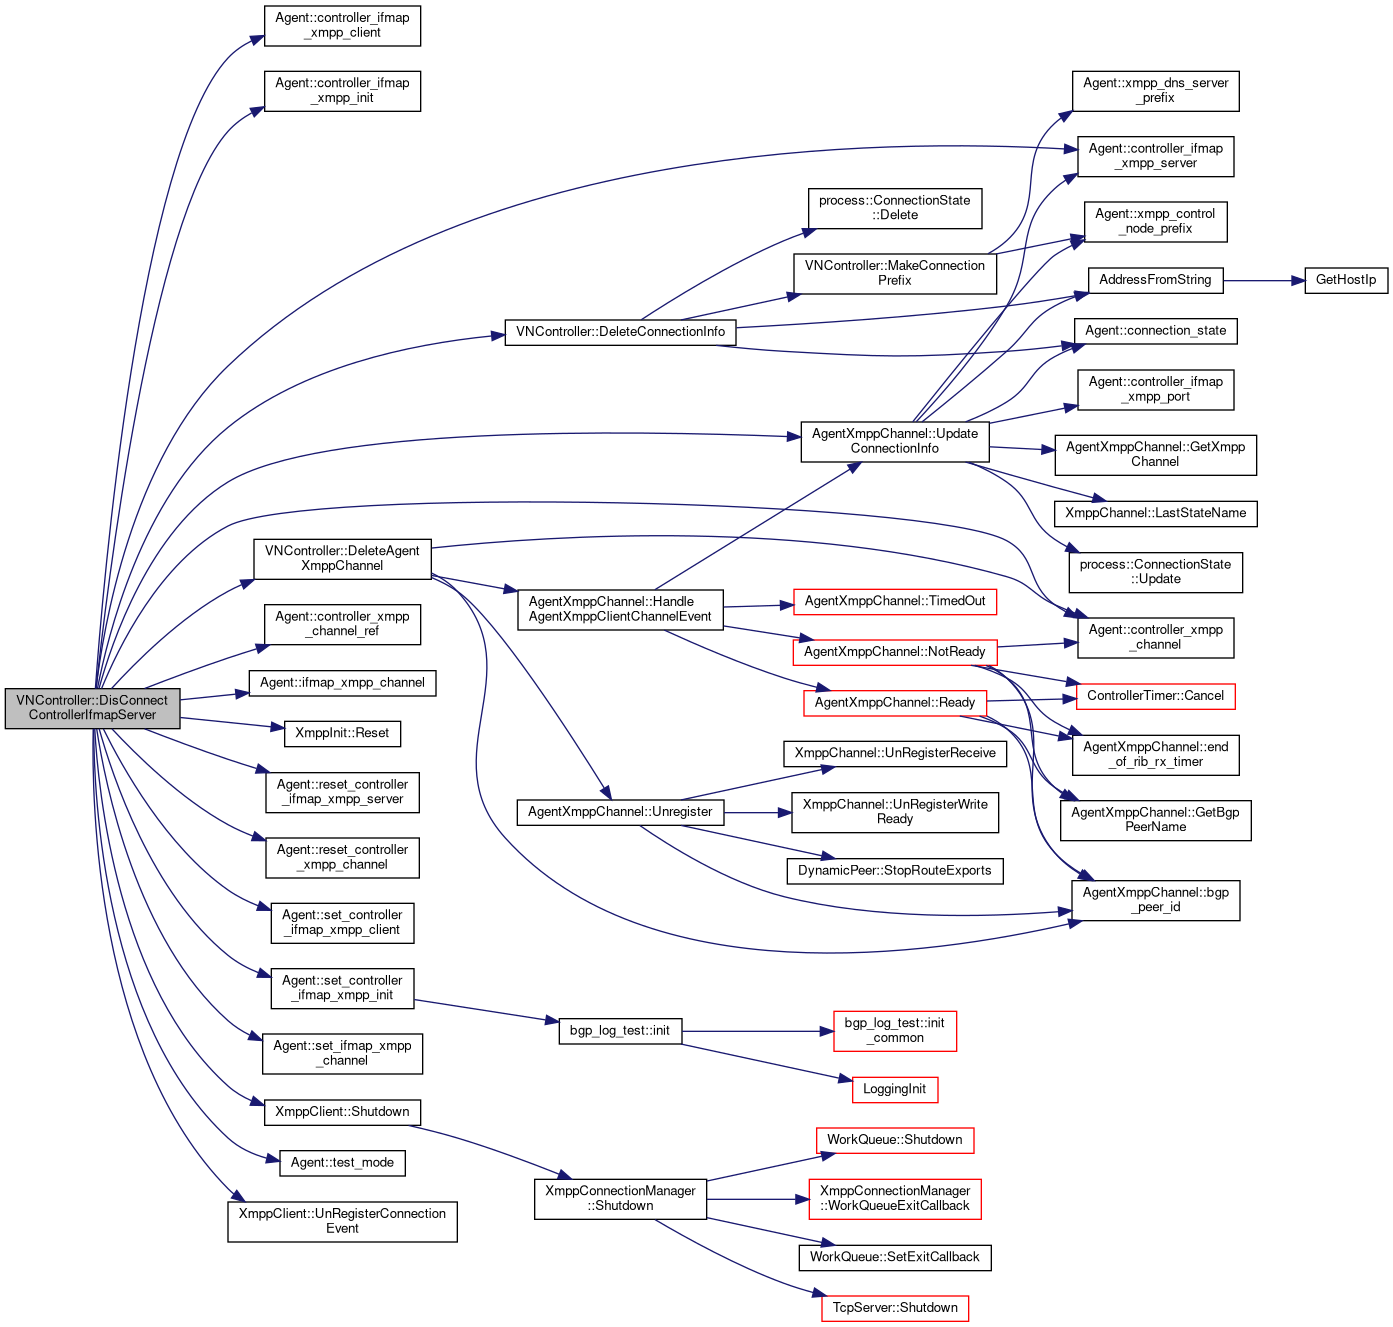 Agent::controller_ifmap
_xmpp_client
Agent::controller_ifmap
_xmpp_init
Agent::xmpp_dns_server
_prefix
Agent::controller_ifmap
_xmpp_server
process::ConnectionState
::Delete
Agent::xmpp_control
_node_prefix
VNController::MakeConnection
Prefix
AddressFromString
GetHostIp
VNController::DeleteConnectionInfo
Agent::connection_state
Agent::controller_ifmap
_xmpp_port
AgentXmppChannel::Update
ConnectionInfo
AgentXmppChannel::GetXmpp
Channel
XmppChannel::LastStateName
VNController::DeleteAgent
XmppChannel
process::ConnectionState
::Update
AgentXmppChannel::Handle
AgentXmppClientChannelEvent
AgentXmppChannel::TimedOut
Agent::controller_xmpp
_channel_ref
AgentXmppChannel::NotReady
Agent::controller_xmpp
_channel
Agent::ifmap_xmpp_channel
VNController::DisConnect
ControllerIfmapServer
AgentXmppChannel::Ready
ControllerTimer::Cancel
XmppInit::Reset
XmppChannel::UnRegisterReceive
AgentXmppChannel::end
_of_rib_rx_timer
Agent::reset_controller
_ifmap_xmpp_server
AgentXmppChannel::Unregister
XmppChannel::UnRegisterWrite
Ready
AgentXmppChannel::GetBgp
PeerName
Agent::reset_controller
_xmpp_channel
DynamicPeer::StopRouteExports
AgentXmppChannel::bgp
_peer_id
Agent::set_controller
_ifmap_xmpp_client
Agent::set_controller
_ifmap_xmpp_init
bgp_log_test::init
bgp_log_test::init
_common
Agent::set_ifmap_xmpp
_channel
LoggingInit
XmppClient::Shutdown
WorkQueue::Shutdown
Agent::test_mode
XmppConnectionManager
::Shutdown
XmppConnectionManager
::WorkQueueExitCallback
XmppClient::UnRegisterConnection
Event
WorkQueue::SetExitCallback
TcpServer::Shutdown